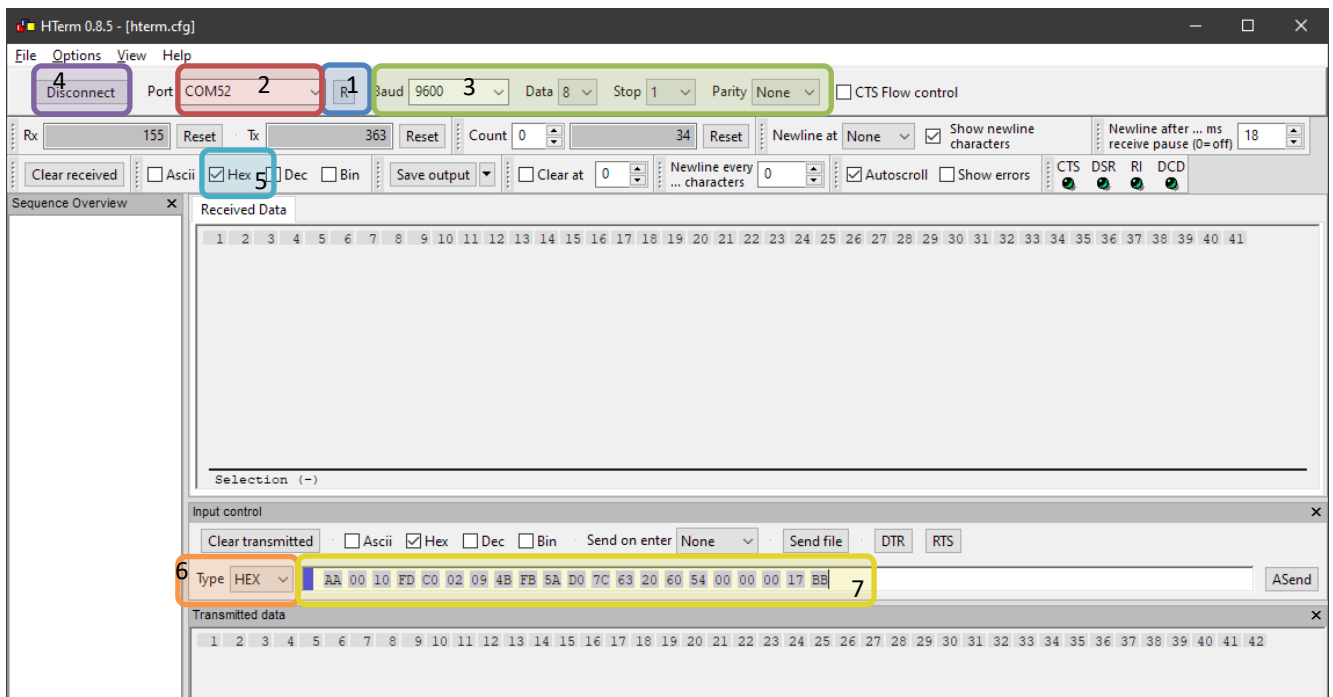 HTerm 0.8.5 - [hterm.cfg]
File Options View Help
4 Disconnect Port COM52 2 R 1 Baud 9600 3 Data 8 Stop 1 Parity None CTS Flow control
Rx 155 Reset Tx 363 Reset Count 0 34 Reset Newline at None Show newline characters Newline after ... ms receive pause (0=off) 18
Clear received Ascii Hex 5 Dec Bin Save output Clear at 0 Newline every ... characters 0 Autoscroll Show errors CTS DSR RI DCD
Sequence Overview x Received Data
1 2 3 4 5 6 7 8 9 10 11 12 13 14 15 16 17 18 19 20 21 22 23 24 25 26 27 28 29 30 31 32 33 34 35 36 37 38 39 40 41
Selection (-)
Input control x
Clear transmitted Ascii Hex Dec Bin Send on enter None Send file DTR RTS
6 Type HEX AA 00 10 FD C0 02 09 4B FB 5A D0 7C 63 20 60 54 00 00 00 17 BB 7 ASend
Transmitted data x
1 2 3 4 5 6 7 8 9 10 11 12 13 14 15 16 17 18 19 20 21 22 23 24 25 26 27 28 29 30 31 32 33 34 35 36 37 38 39 40 41 42